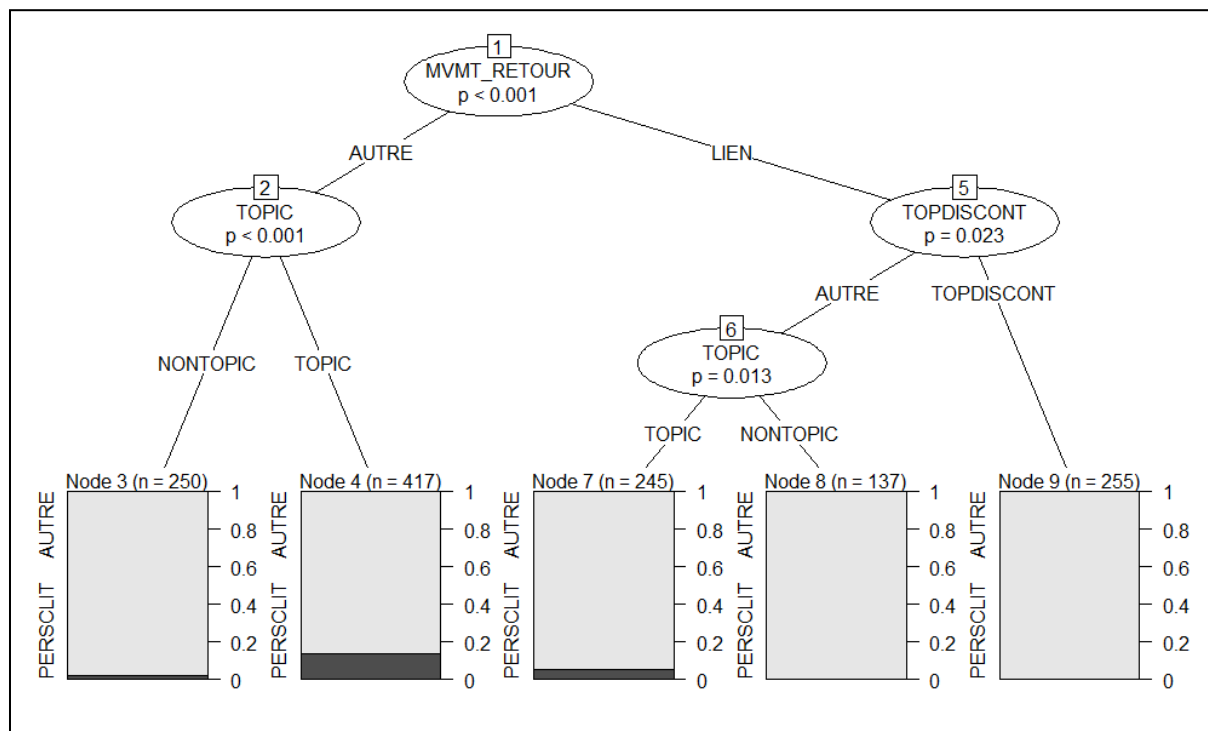 1
MVMT_RETOUR
p < 0.001
AUTRE
LIEN
2
TOPIC
p < 0.001
5
TOPDISCONT
p = 0.023
AUTRE
TOPDISCONT
6
TOPIC
p = 0.013
NONTOPIC
TOPIC
TOPIC
NONTOPIC
Node 3 (n = 250)
PERSCLIT AUTRE
1
0.8
0.6
0.4
0.2
0
Node 4 (n = 417)
PERSCLIT AUTRE
1
0.8
0.6
0.4
0.2
0
Node 7 (n = 245)
PERSCLIT AUTRE
1
0.8
0.6
0.4
0.2
0
Node 8 (n = 137)
PERSCLIT AUTRE
1
0.8
0.6
0.4
0.2
0
Node 9 (n = 255)
PERSCLIT AUTRE
1
0.8
0.6
0.4
0.2
0